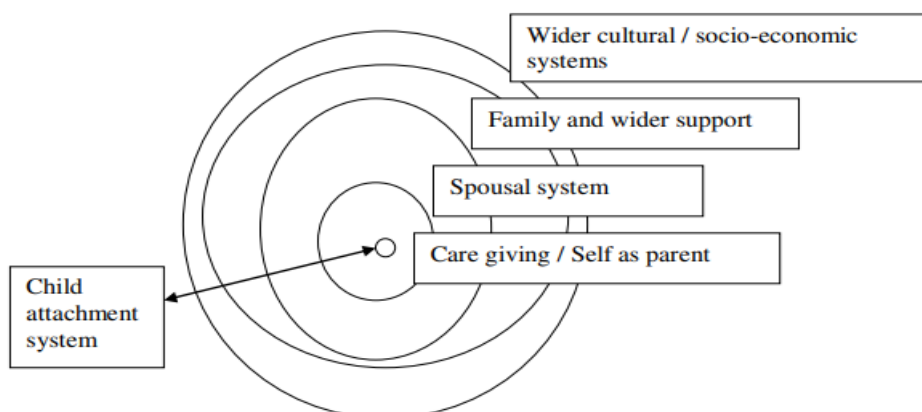 Wider cultural / socio-economic
systems
Family and wider support
Spousal system
Care giving / Self as parent
Child
attachment
system